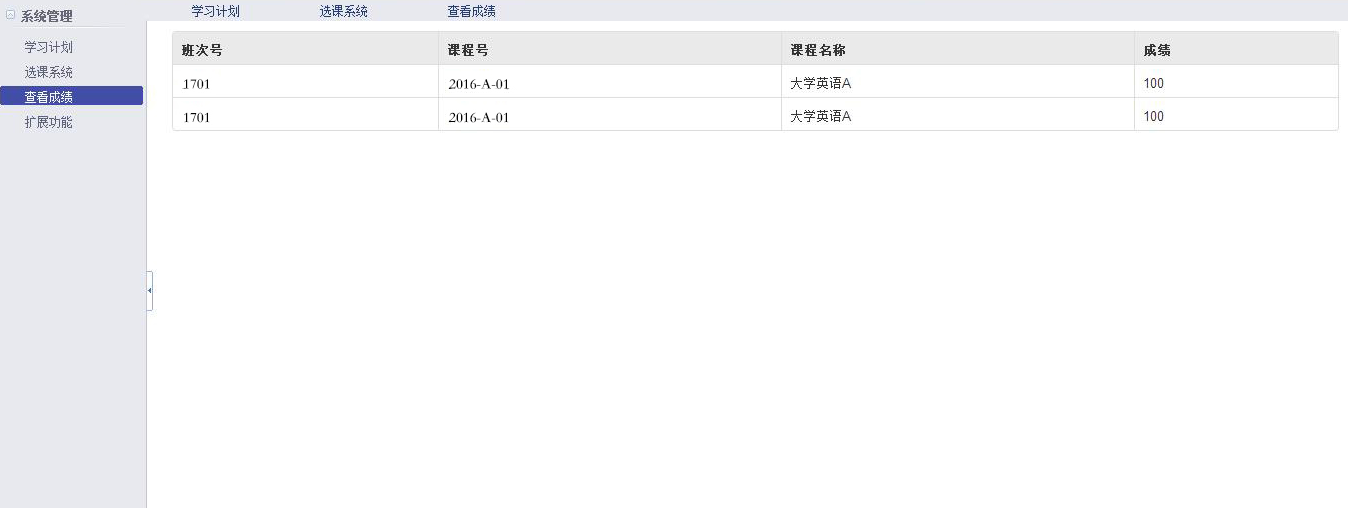 系统管理
学习计划
选课系统
查看成绩
扩展功能
学习计划 选课系统 查看成绩
班次号 课程号 课程名称 成绩
1701 2016-A-01 大学英语A 100
1701 2016-A-01 大学英语A 100